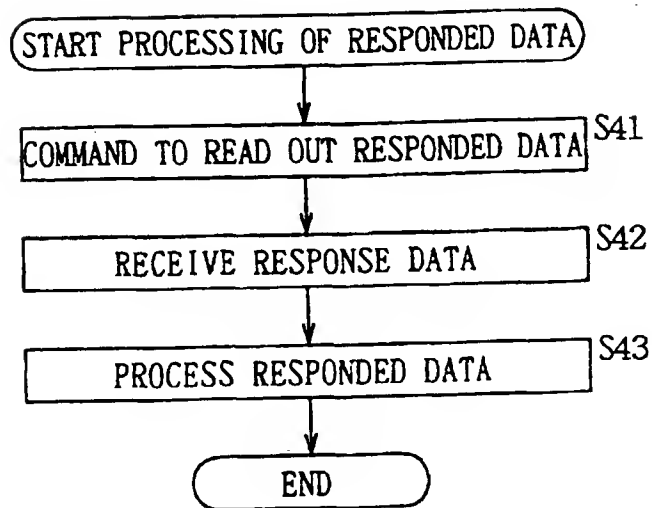 START PROCESSING OF RESPONDED DATA
COMMAND TO READ OUT RESPONDED DATA
S41
RECEIVE RESPONSE DATA
S42
PROCESS RESPONDED DATA
S43
END